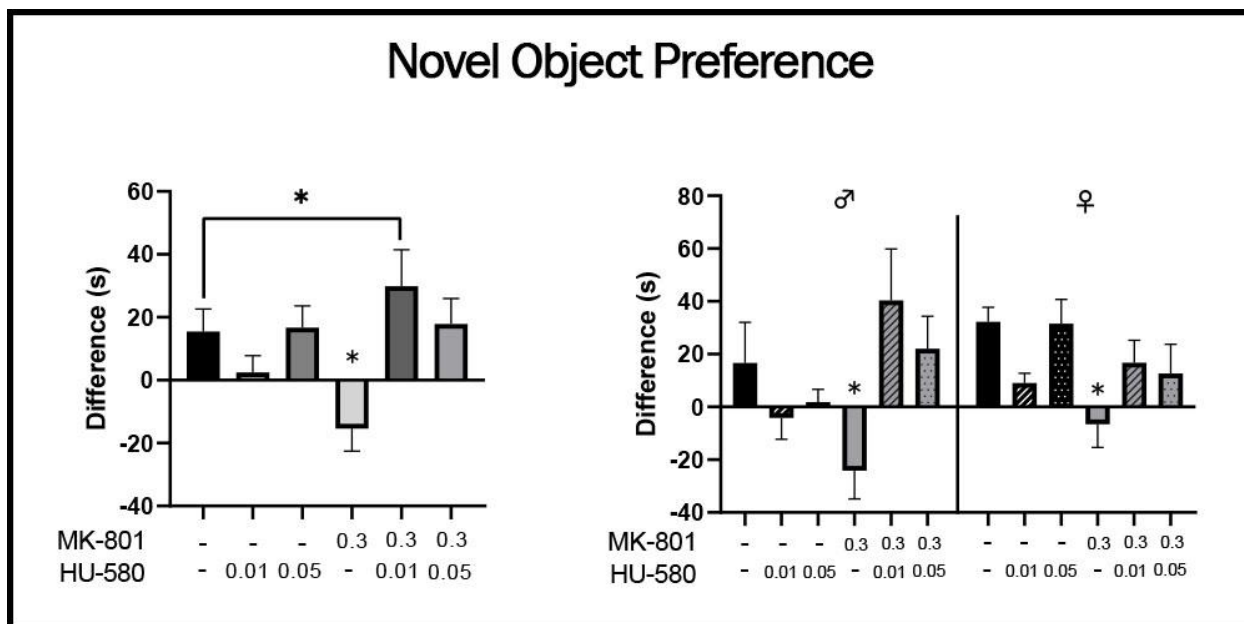 Novel Object Preference
Difference (s)
60
40
20
0
-20
-40
*
*
MK-801 - - - 0.3 0.3 0.3
HU-580 - 0.01 0.05 - 0.01 0.05
Difference (s)
80
60
40
20
0
-20
-40
♂ ♀
* *
MK-801 - - - 0.3 0.3 0.3 - - - 0.3 0.3 0.3
HU-580 - 0.01 0.05 - 0.01 0.05 - 0.01 0.05 - 0.01 0.05